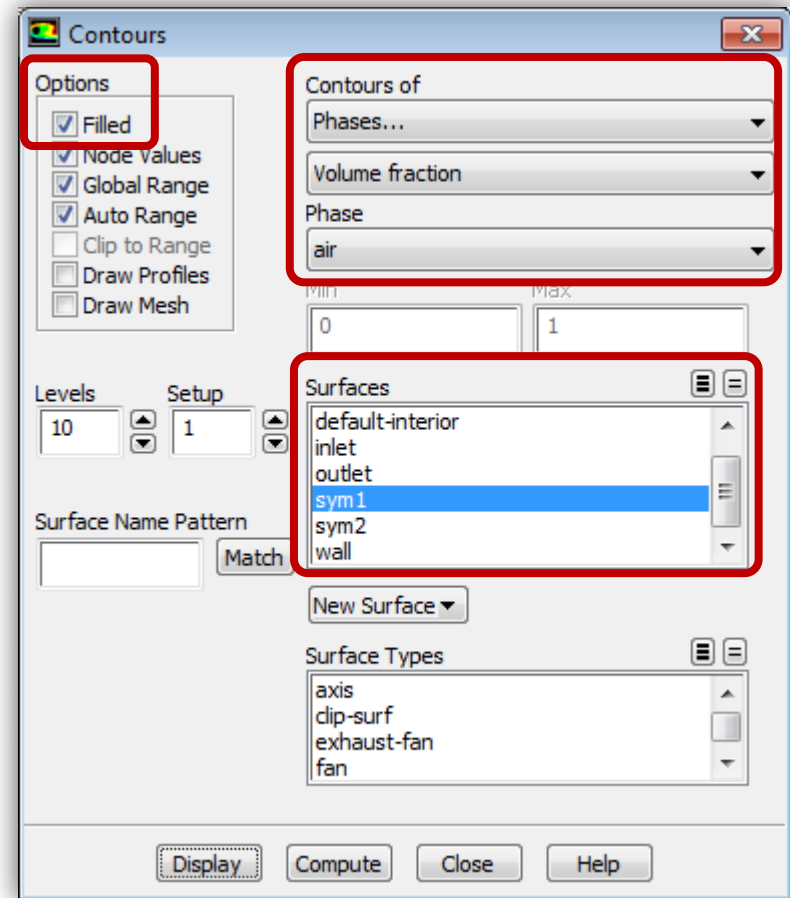 Contours
Options
Filled
Node Values
Global Range
Auto Range
Clip to Range
Draw Profiles
Draw Mesh
Contours of
Phases...
Volume fraction
Phase
air
Min Max
0 1
Levels Setup
10 1
Surface Name Pattern
Match
Surfaces
default-interior
inlet
outlet
sym1
sym2
wall
New Surface
Surface Types
axis
clip-surf
exhaust-fan
fan
Display Compute Close Help